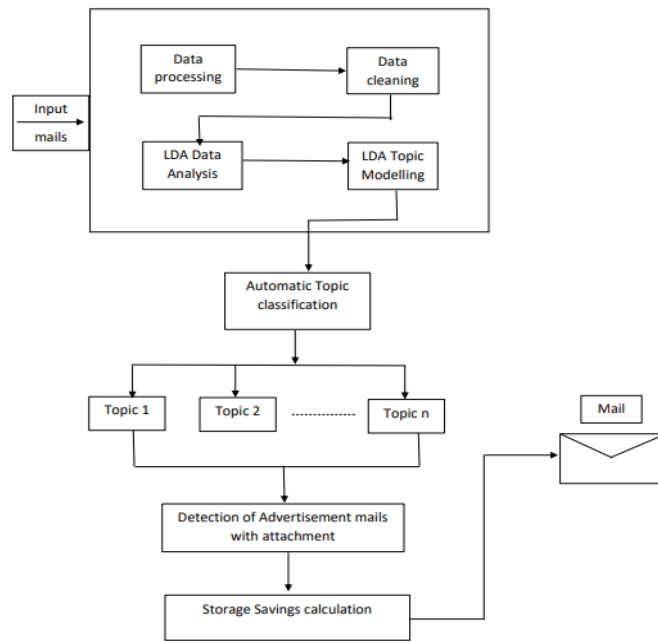 Data
processing
Data
cleaning
Input
mails
LDA Data
Analysis
LDA Topic
Modelling
Automatic Topic
classification
Topic 1
Topic 2
Topic n
Mail
Detection of Advertisement mails
with attachment
Storage Savings calculation